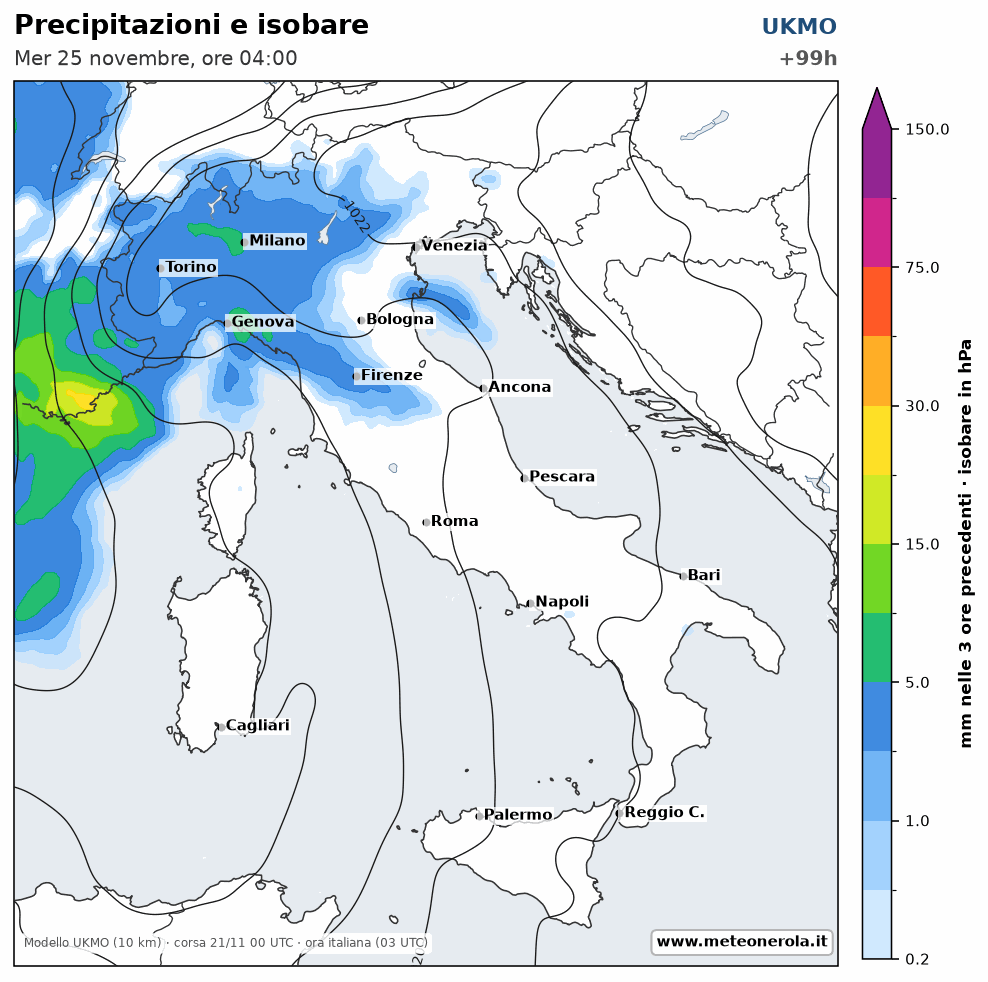 Precipitazioni e isobare
UKMO
Mer 25 novembre, ore 04:00
+99h
150.0
75.0
30.0
15.0
5.0
1.0
0.2
mm nelle 3 ore precedenti · isobare in hPa
1022
Milano
Venezia
Torino
Genova
Bologna
Firenze
Ancona
Pescara
Roma
Bari
Napoli
Cagliari
Palermo
Reggio C.
Modello UKMO (10 km) · corsa 21/11 00 UTC · ora italiana (03 UTC)
www.meteonerola.it